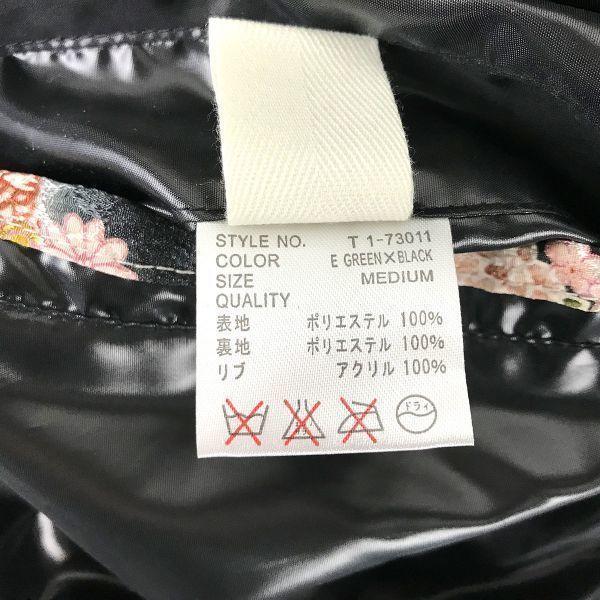 STYLE NO. T 1-73011
COLOR E GREEN×BLACK
SIZE MEDIUM
QUALITY
表地 ポリエステル 100%
裏地 ポリエステル 100%
リブ アクリル 100%
ドライ